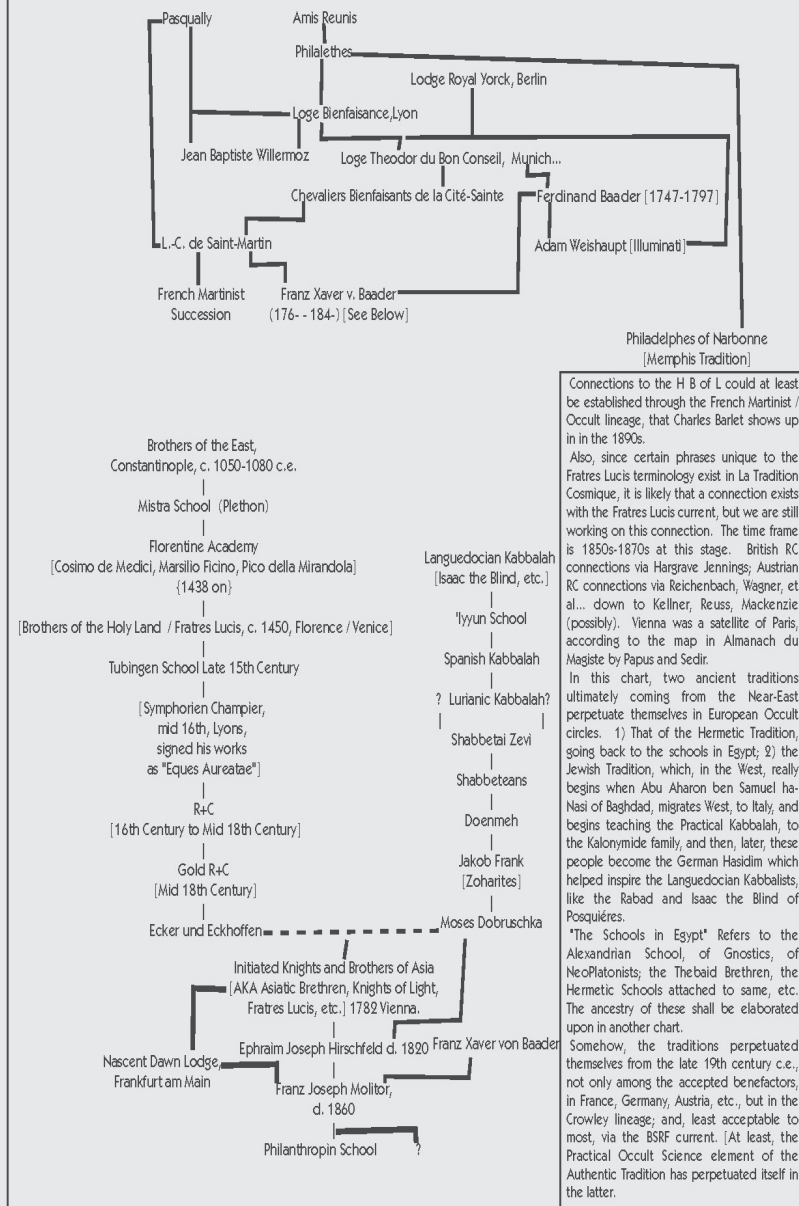 Pasqually
Amis Reunis
Philalethes
Lodge Royal Yorck, Berlin
Loge Bienfaisance,Lyon
Jean Baptiste Willermoz
Loge Theodor du Bon Conseil, Munich...
Chevaliers Bienfaisants de la Cité-Sainte
Ferdinand Baader [1747-1797]
L.-C. de Saint-Martin
Adam Weishaupt [Illuminati]
French Martinist
Succession
Franz Xaver v. Baader
(176- - 184-) [See Below]
Philadelphes of Narbonne
[Memphis Tradition]
Brothers of the East,
Constantinople, c. 1050-1080 c.e.
|
Mistra School (Plethon)
|
Florentine Academy
[Cosimo de Medici, Marsilio Ficino, Pico della Mirandola]
{1438 on}
|
[Brothers of the Holy Land / Fratres Lucis, c. 1450, Florence / Venice]
|
Tubingen School Late 15th Century
|
[Symphorien Champier,
mid 16th, Lyons,
signed his works
as "Eques Aureatae"]
|
R+C
[16th Century to Mid 18th Century]
|
Gold R+C
[Mid 18th Century]
|
Ecker und Eckhoffen
Languedocian Kabbalah
[Isaac the Blind, etc.]
|
'Iyyun School
|
Spanish Kabbalah
|
? Lurianic Kabbalah?
| |
Shabbetai Zevi
|
Shabbeteans
|
Doenmeh
|
Jakob Frank
[Zoharites]
|
Moses Dobruschka
Initiated Knights and Brothers of Asia
[AKA Asiatic Brethren, Knights of Light,
Fratres Lucis, etc.] 1782 Vienna.
|
Ephraim Joseph Hirschfeld d. 1820
Franz Xaver von Baader
Nascent Dawn Lodge,
Frankfurt am Main
|
Franz Joseph Molitor,
d. 1860
|
Philanthropin School
?
Connections to the H B of L could at least
be established through the French Martinist /
Occult lineage, that Charles Barlet shows up
in in the 1890s.
Also, since certain phrases unique to the
Fratres Lucis terminology exist in La Tradition
Cosmique, it is likely that a connection exists
with the Fratres Lucis current, but we are still
working on this connection. The time frame
is 1850s-1870s at this stage. British RC
connections via Hargrave Jennings; Austrian
RC connections via Reichenbach, Wagner, et
al... down to Kellner, Reuss, Mackenzie
(possibly). Vienna was a satellite of Paris,
according to the map in Almanach du
Magiste by Papus and Sedir.
In this chart, two ancient traditions
ultimately coming from the Near-East
perpetuate themselves in European Occult
circles. 1) That of the Hermetic Tradition,
going back to the schools in Egypt; 2) the
Jewish Tradition, which, in the West, really
begins when Abu Aharon ben Samuel ha-
Nasi of Baghdad, migrates West, to Italy, and
begins teaching the Practical Kabbalah, to
the Kalonymide family, and then, later, these
people become the German Hasidim which
helped inspire the Languedocian Kabbalists,
like the Rabad and Isaac the Blind of
Posquiéres.
"The Schools in Egypt" Refers to the
Alexandrian School, of Gnostics, of
NeoPlatonists; the Thebaid Brethren, the
Hermetic Schools attached to same, etc.
The ancestry of these shall be elaborated
upon in another chart.
Somehow, the traditions perpetuated
themselves from the late 19th century c.e.,
not only among the accepted benefactors,
in France, Germany, Austria, etc., but in the
Crowley lineage; and, least acceptable to
most, via the BSRF current. [At least, the
Practical Occult Science element of the
Authentic Tradition has perpetuated itself in
the latter.